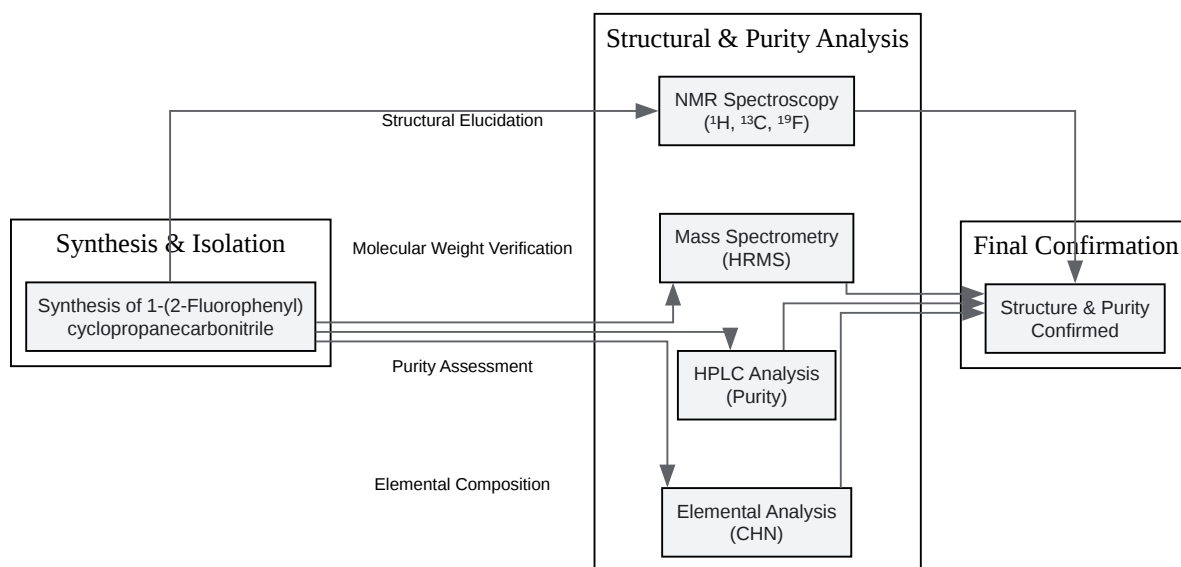 Structural & Purity Analysis
NMR Spectroscopy
(¹H, ¹³C, ¹⁹F)
Structural Elucidation
Synthesis & Isolation
Molecular Weight Verification
Mass Spectrometry
(HRMS)
Final Confirmation
Synthesis of 1-(2-Fluorophenyl)
cyclopropanecarbonitrile
Structure & Purity
Confirmed
Purity Assessment
HPLC Analysis
(Purity)
Elemental Composition
Elemental Analysis
(CHN)